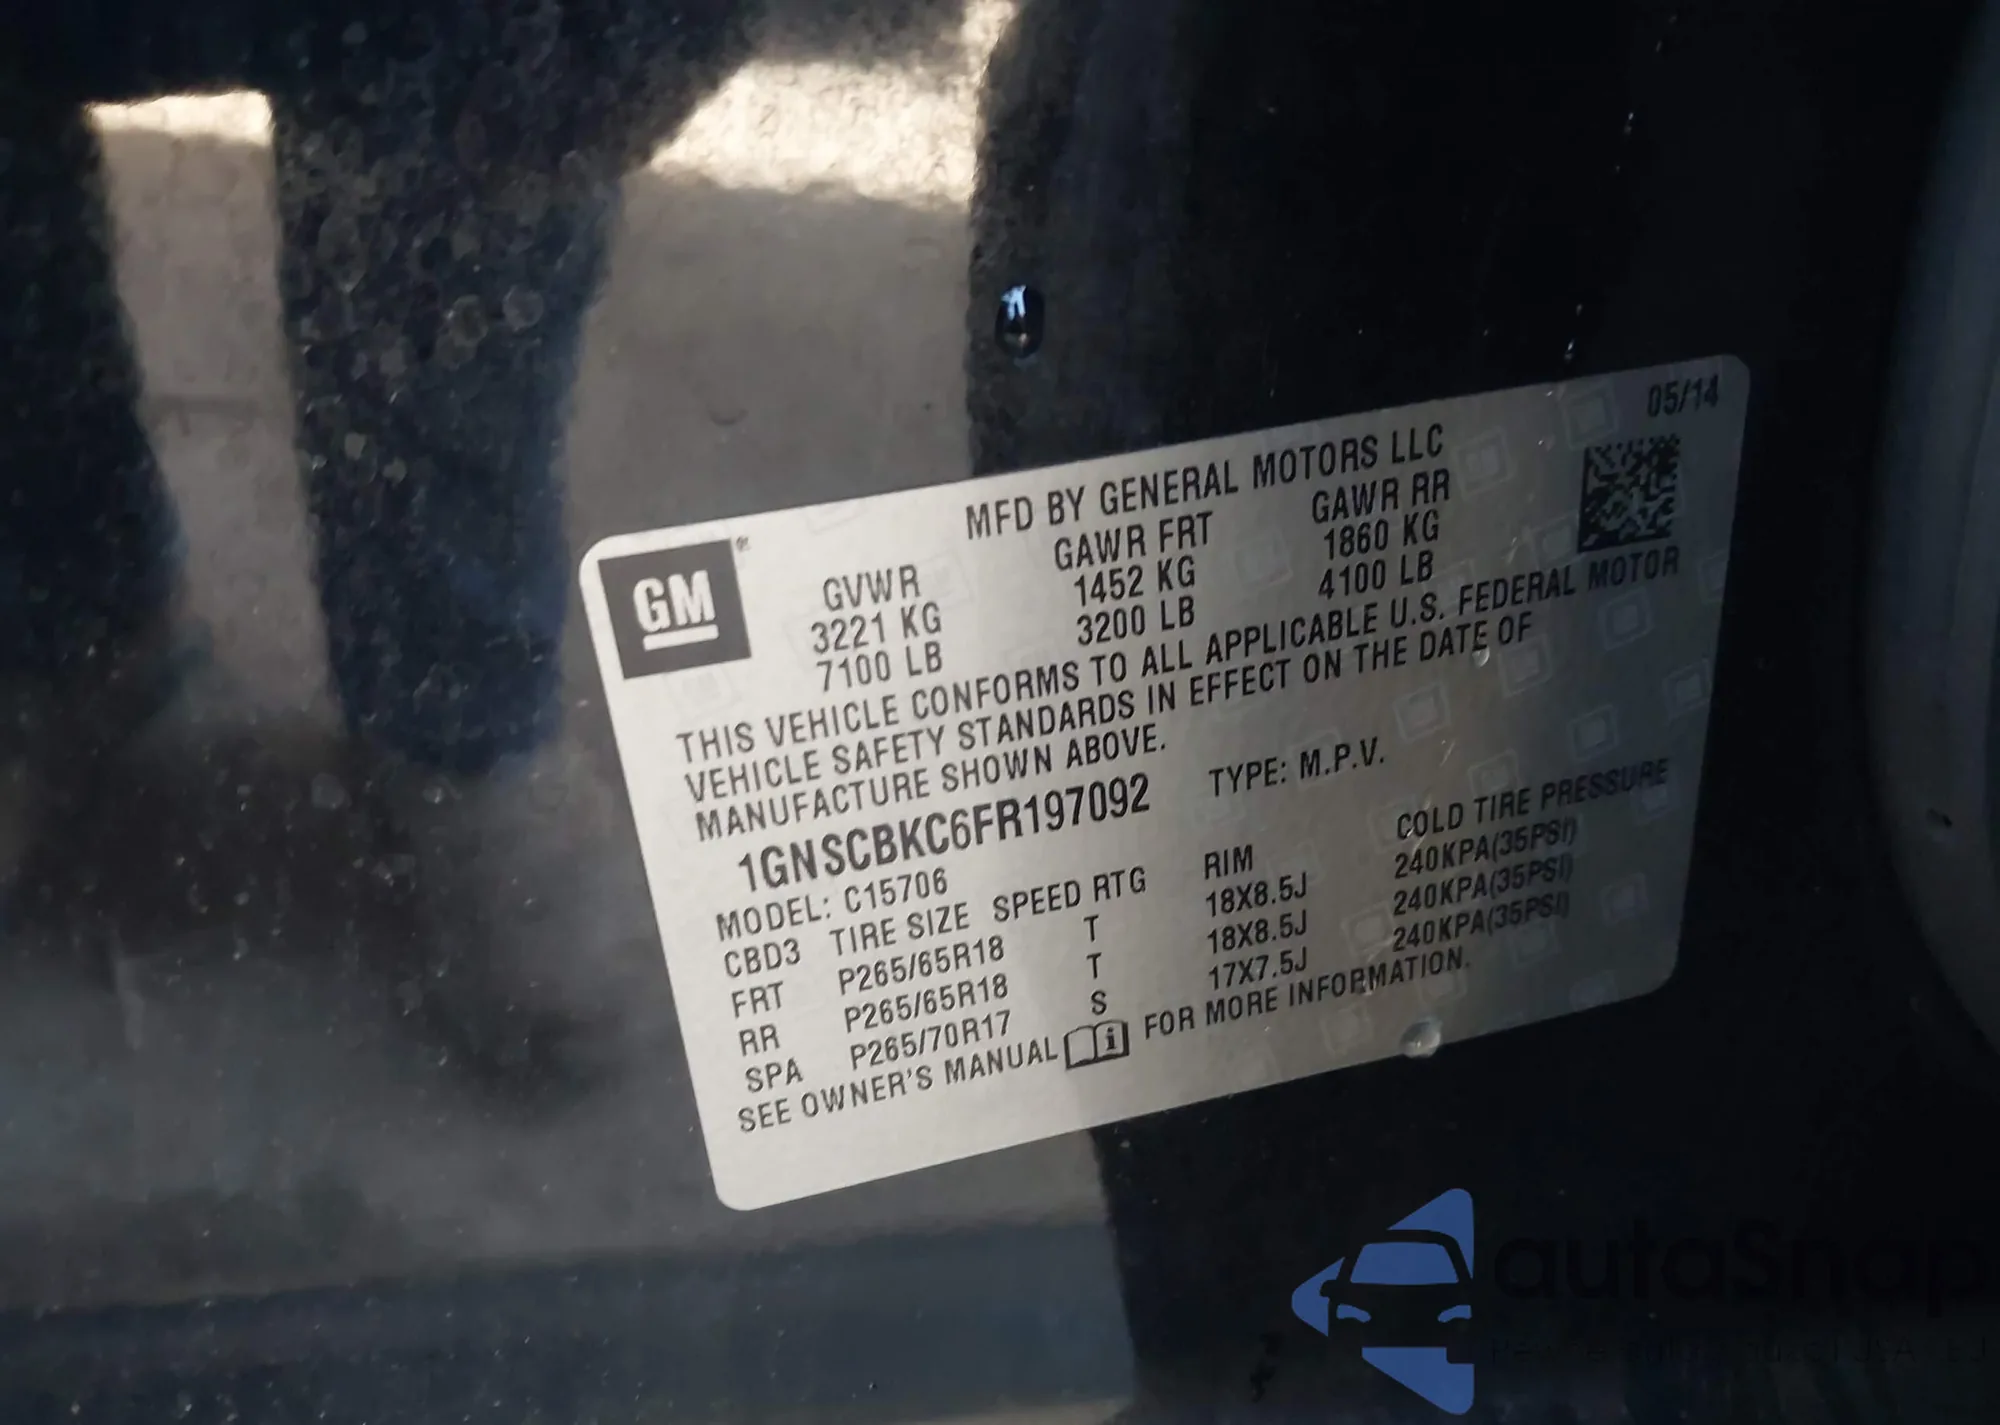 05/14
MFD BY GENERAL MOTORS LLC
GM
GVWR GAWR FRT GAWR RR
3221 KG 1452 KG 1860 KG
7100 LB 3200 LB 4100 LB
THIS VEHICLE CONFORMS TO ALL APPLICABLE U.S. FEDERAL MOTOR
VEHICLE SAFETY STANDARDS IN EFFECT ON THE DATE OF
MANUFACTURE SHOWN ABOVE.
1GNSCBKC6FR197092 TYPE: M.P.V.
MODEL: C15706
CBD3 TIRE SIZE SPEED RTG RIM COLD TIRE PRESSURE
FRT P265/65R18 T 18X8.5J 240KPA(35PSI)
RR P265/65R18 T 18X8.5J 240KPA(35PSI)
SPA P265/70R17 S 17X7.5J 240KPA(35PSI)
SEE OWNER'S MANUAL i FOR MORE INFORMATION.
autoSnap